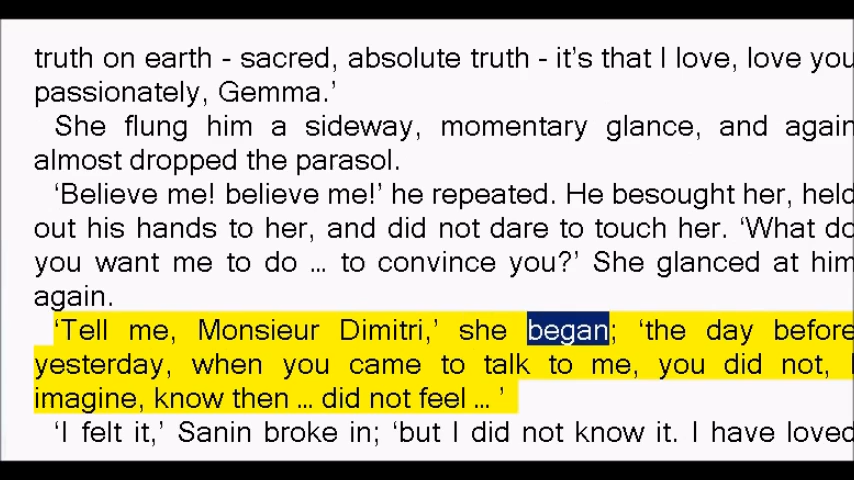 truth on earth - sacred, absolute truth - it's that I love, love you
passionately, Gemma.’
She flung him a sideway, momentary glance, and again
almost dropped the parasol.
‘Believe me! believe me!’ he repeated. He besought her, held
out his hands to her, and did not dare to touch her. ‘What do
you want me to do ... to convince you?’ She glanced at him
again.
‘Tell me, Monsieur Dimitri,’ she began; ‘the day before
yesterday, when you came to talk to me, you did not, I
imagine, know then ... did not feel ... ’
‘I felt it,’ Sanin broke in; ‘but I did not know it. I have loved